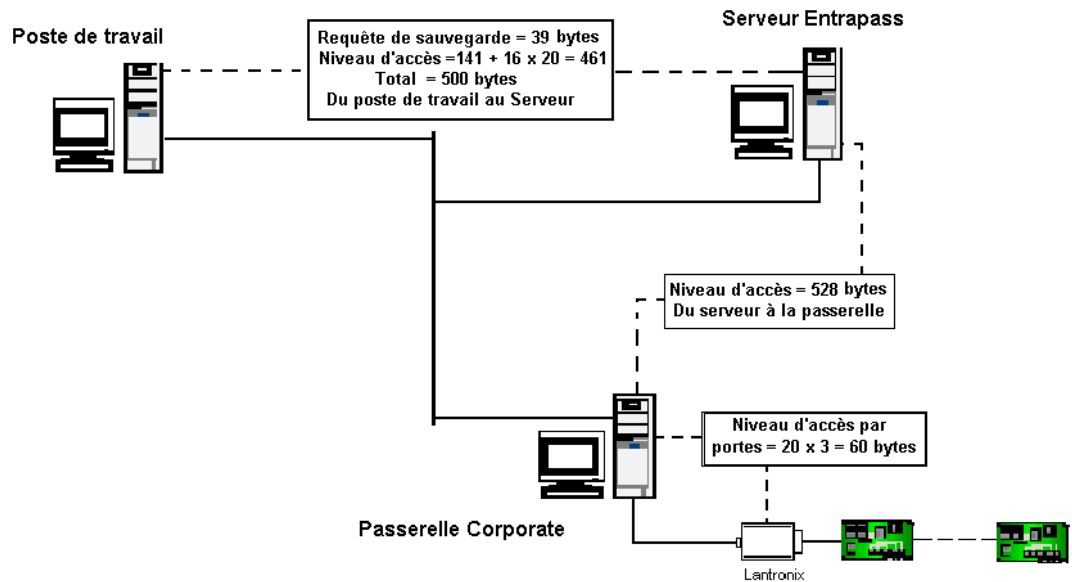 Poste de travail
Serveur Entrapass
Requête de sauvegarde = 39 bytes
Niveau d'accès =141 + 16 x 20 = 461
Total = 500 bytes
Du poste de travail au Serveur
Niveau d'accès = 528 bytes
Du serveur à la passerelle
Niveau d'accès par
portes = 20 x 3 = 60 bytes
Passerelle Corporate
Lantronix